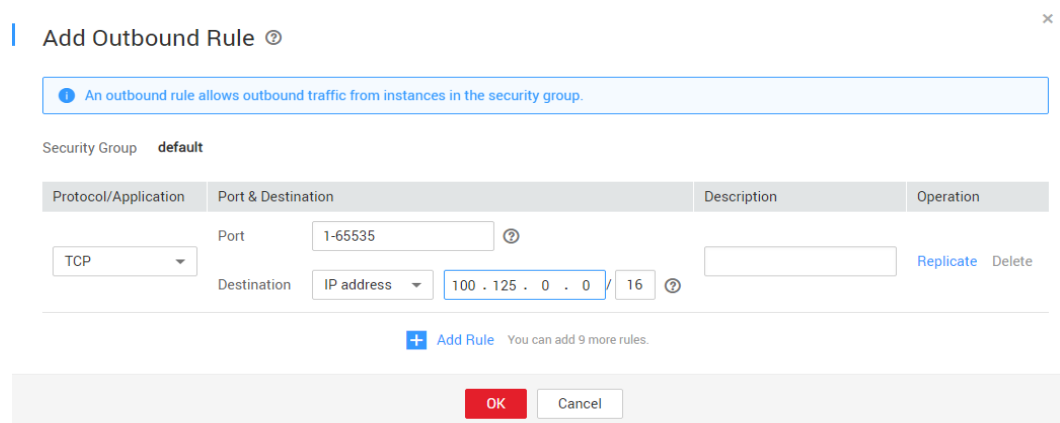 Add Outbound Rule ?
×
i An outbound rule allows outbound traffic from instances in the security group.
Security Group default
Protocol/Application Port & Destination Description Operation
Port 1-65535 ?
TCP Replicate Delete
Destination IP address 100 . 125 . 0 . 0 / 16 ?
+ Add Rule You can add 9 more rules.
OK Cancel